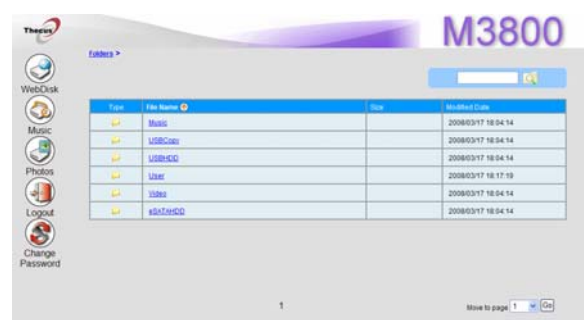 Thecus
M3800
Folders >
WebDisk
Music
Photos
Logout
Change
Password
Type File Name Size Modified Date
Music 2008/03/17 18:04:14
USBCopy 2008/03/17 18:04:14
USBHDD 2008/03/17 18:04:14
User 2008/03/17 18:17:19
Video 2008/03/17 18:04:14
eSATAHDD 2008/03/17 18:04:14
1
Move to page 1 Go